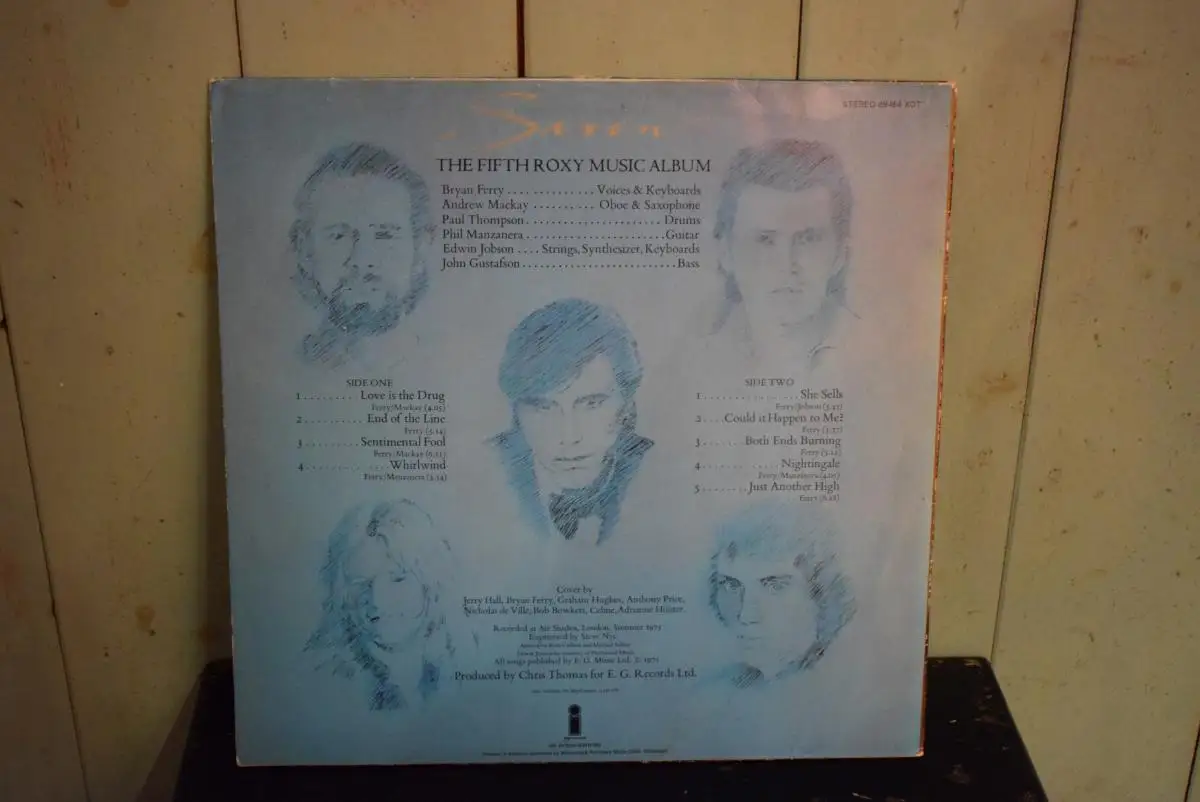 Siren
STEREO 89464 XOT
THE FIFTH ROXY MUSIC ALBUM
Bryan Ferry . . . . . . . . . . . . . . Voices & Keyboards
Andrew Mackay . . . . . . . . . . Oboe & Saxophone
Paul Thompson . . . . . . . . . . . . . . . . . . . . . Drums
Phil Manzanera . . . . . . . . . . . . . . . . . . . . . . . Guitar
Edwin Jobson . . . . Strings, Synthesizer, Keyboards
John Gustafson . . . . . . . . . . . . . . . . . . . . . . . . . . Bass
SIDE ONE
1 . . . . . . . . . Love is the Drug
Ferry/Mackay (4.05)
2 . . . . . . . . . . End of the Line
Ferry (5.14)
3 . . . . . . . . . Sentimental Fool
Ferry/Mackay (6.11)
4 . . . . . . . . . . . . . Whirlwind
Ferry/Manzanera (3.34)
SIDE TWO
1 . . . . . . . . . . . . . . . . . She Sells
Ferry/Jobson (3.42)
2 . . . . Could it Happen to Me?
Ferry (3.37)
3 . . . . . . . Both Ends Burning
Ferry (5.12)
4 . . . . . . . . . . . . Nightingale
Ferry/Manzanera (4.07)
5 . . . . . . . . Just Another High
Ferry (6.28)
Cover by
Jerry Hall, Bryan Ferry, Graham Hughes, Anthony Price,
Nicholas de Ville, Bob Bowkett, Cream, Adrianne Hunter.
Recorded at Air Studios, London, Summer 1975
Engineered by Steve Nye
All songs published by E. G. Music Ltd. ℗ 1975
Produced by Chris Thomas for E. G. Records Ltd.